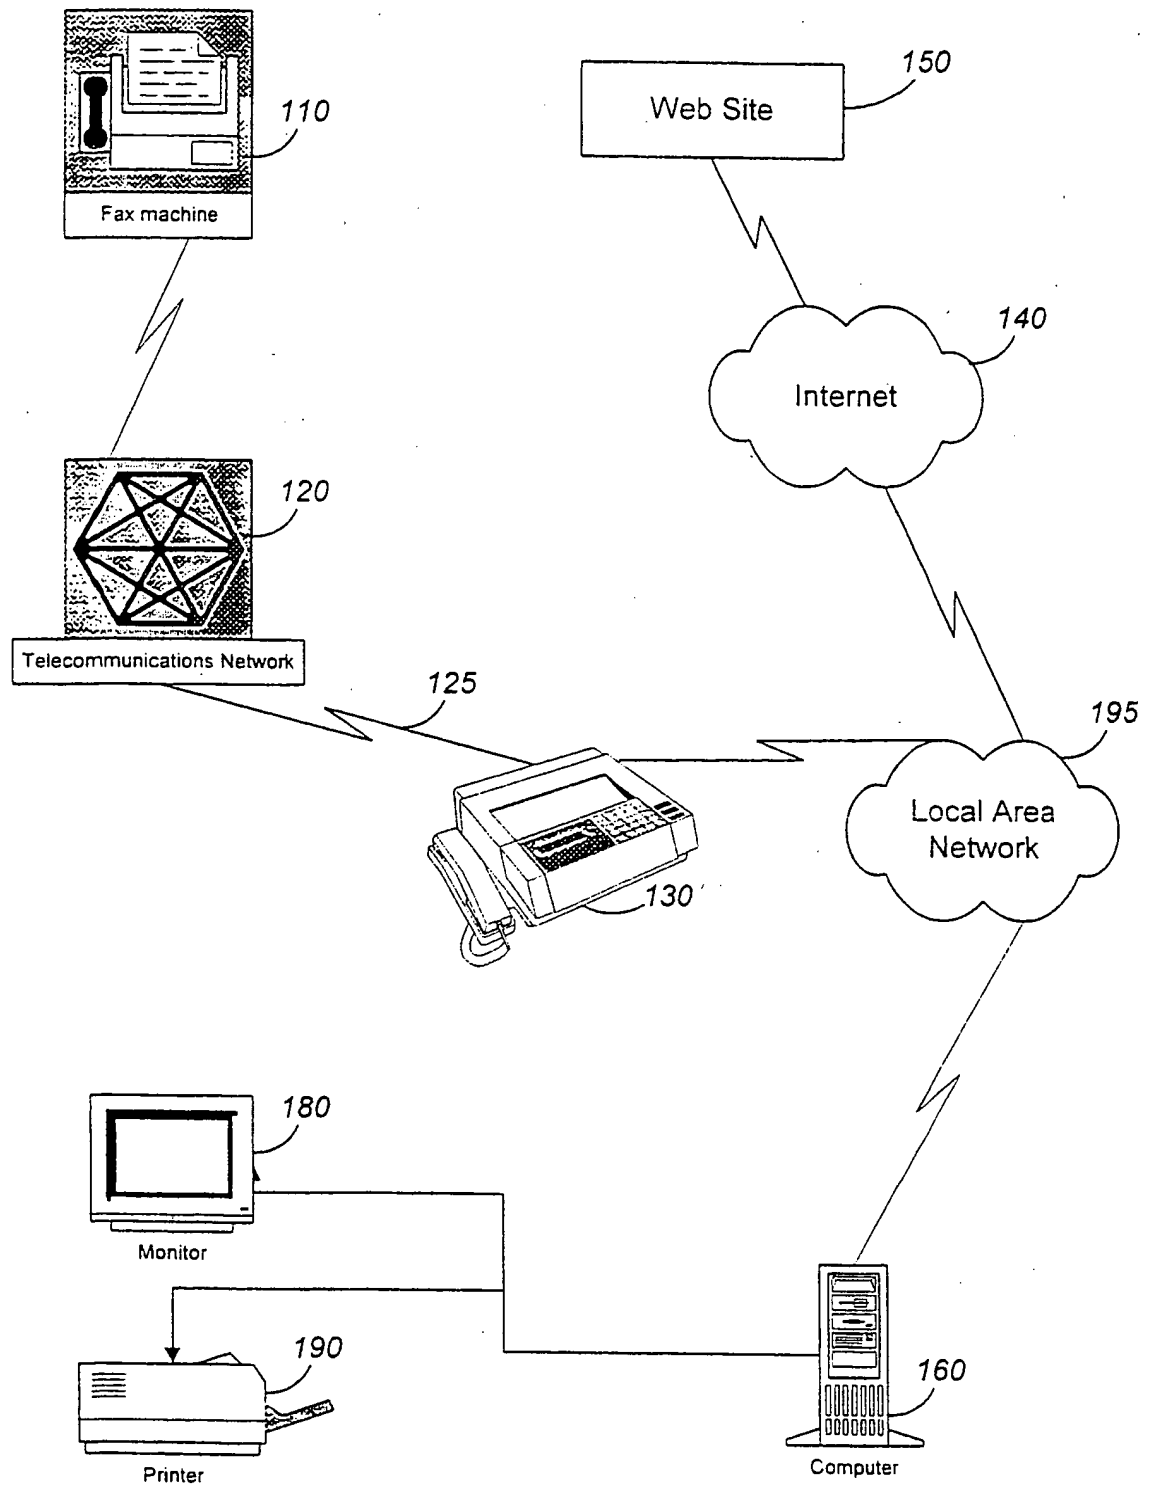 150
Web Site
110
Fax machine
140
Internet
120
Telecommunications Network
125
195
Local Area
Network
130
180
Monitor
190
Printer
160
Computer